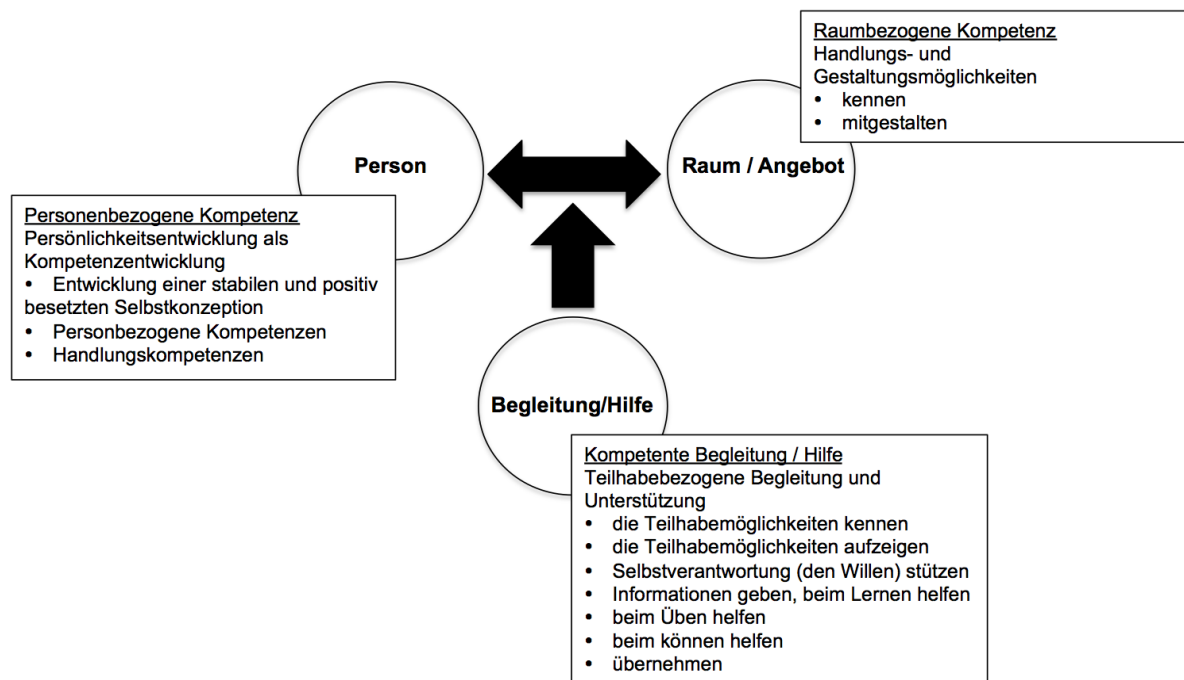 Raumbezogene Kompetenz
Handlungs- und
Gestaltungsmöglichkeiten
• kennen
• mitgestalten
Person
Raum / Angebot
Personenbezogene Kompetenz
Persönlichkeitsentwicklung als
Kompetenzentwicklung
• Entwicklung einer stabilen und positiv
besetzten Selbstkonzeption
• Personbezogene Kompetenzen
• Handlungskompetenzen
Begleitung/Hilfe
Kompetente Begleitung / Hilfe
Teilhabebezogene Begleitung und
Unterstützung
• die Teilhabemöglichkeiten kennen
• die Teilhabemöglichkeiten aufzeigen
• Selbstverantwortung (den Willen) stützen
• Informationen geben, beim Lernen helfen
• beim Üben helfen
• beim können helfen
• übernehmen